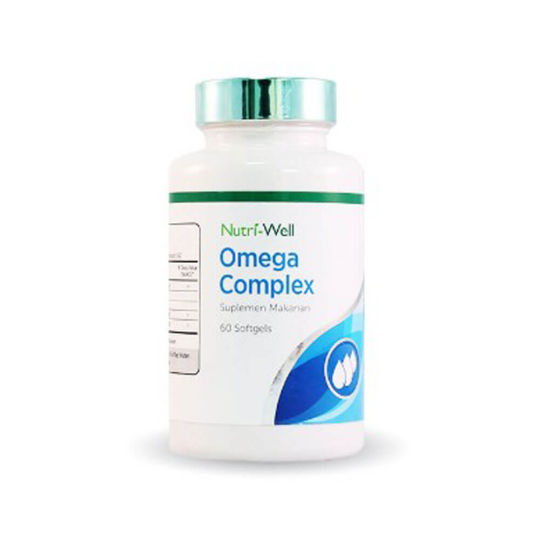 Nutri-Well
Omega
Complex
Suplemen Makanan
60 Softgels